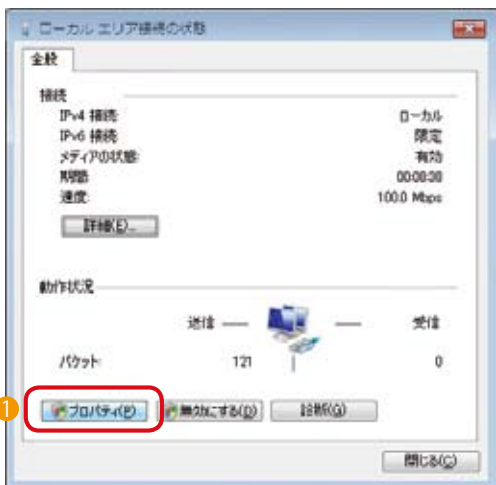 ローカル エリア接続の状態
全般
接続
IPv4 接続: ローカル
IPv6 接続: 限定
メディアの状態: 有効
期間: 00:08:38
速度: 100.0 Mbps
詳細(E)...
動作状況
送信 受信
パケット: 121 0
1
プロパティ(P) 無効にする(D) 診断(G)
閉じる(C)